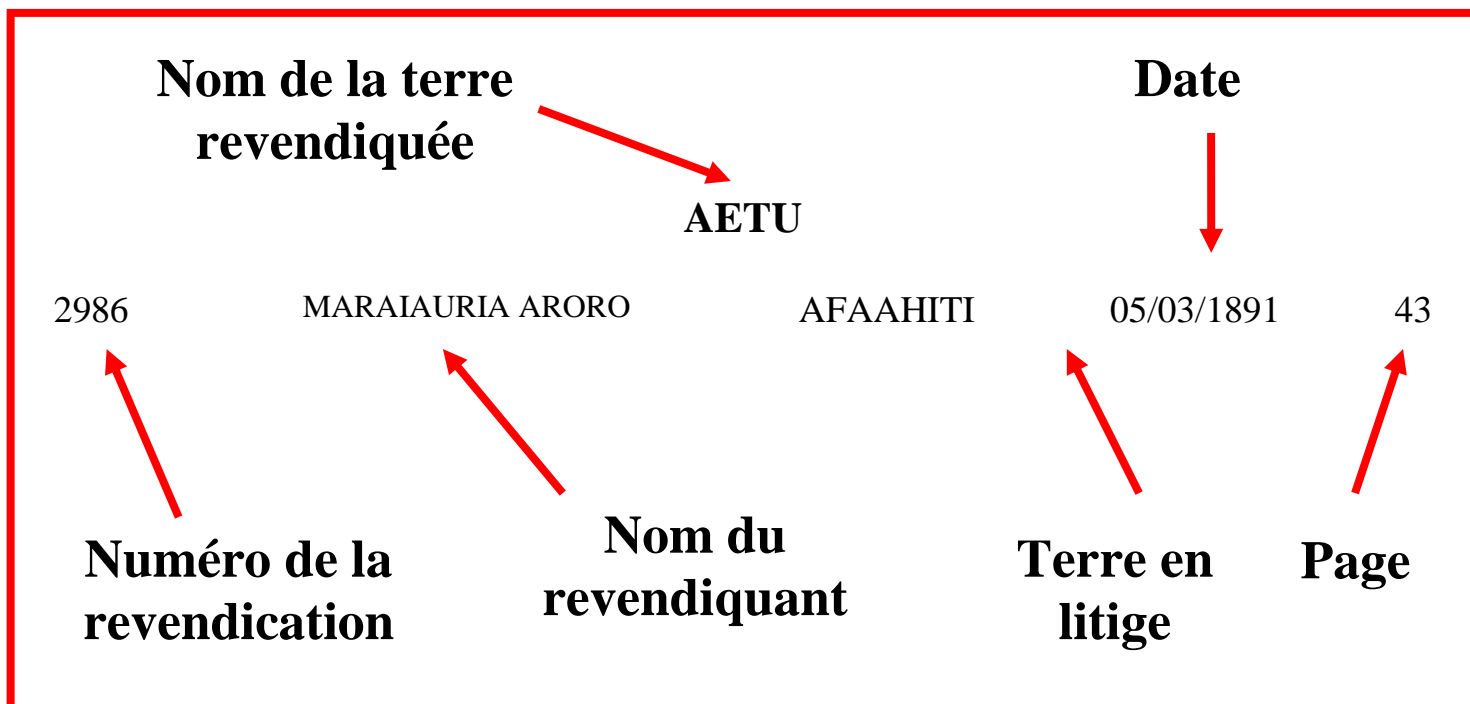 Nom de la terre
revendiquée
Date
AETU
2986 MARAIAURIA ARORO AFAAHITI 05/03/1891 43
Numéro de la
revendication
Nom du
revendiquant
Terre en
litige
Page